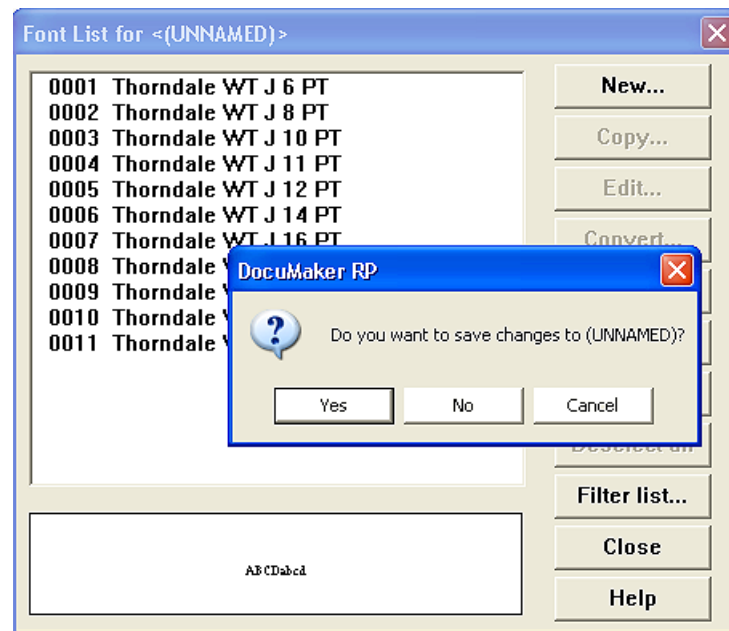 Font List for <(UNNAMED)>
0001 Thorndale WT J 6 PT
0002 Thorndale WT J 8 PT
0003 Thorndale WT J 10 PT
0004 Thorndale WT J 11 PT
0005 Thorndale WT J 12 PT
0006 Thorndale WT J 14 PT
0007 Thorndale WT J 16 PT
0008 Thorndale
0009 Thorndale
0010 Thorndale
0011 Thorndale
New...
Copy...
Edit...
Convert...
Deselect all
Filter list...
Close
Help
DocuMaker RP
Do you want to save changes to (UNNAMED)?
Yes
No
Cancel
ABCDabcd